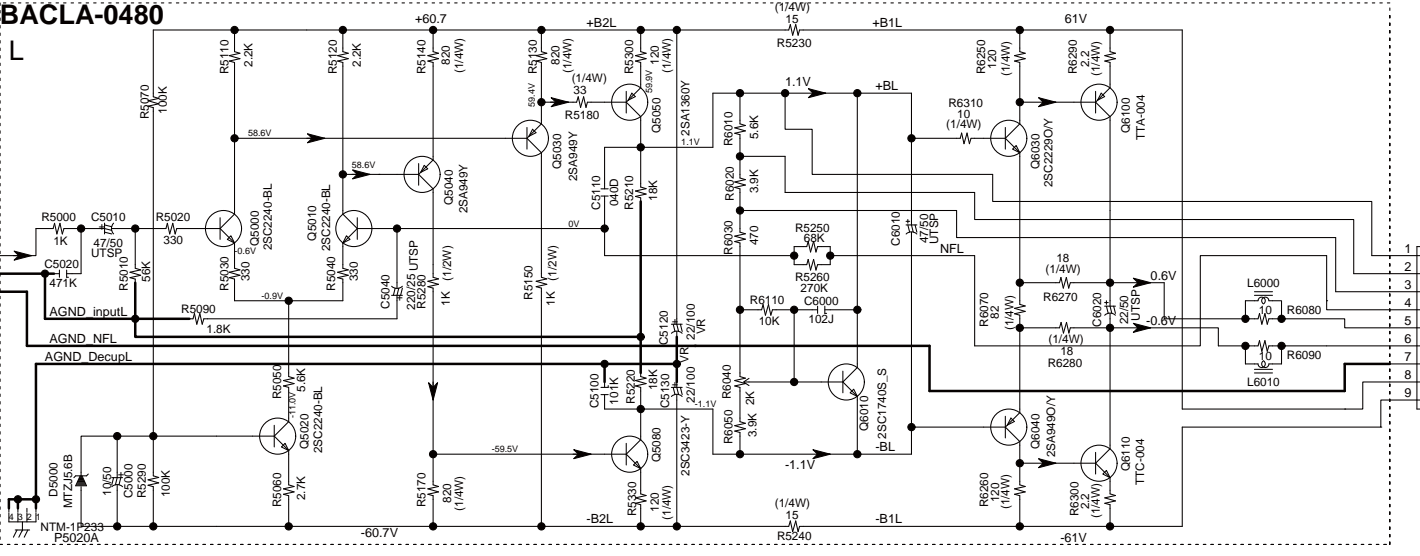 BACLA-0480
L
+60.7
+B2L
(1/4W)
15
R5230
+B1L
61V
R5110
2.2K
R5120
2.2K
R5140
820
(1/4W)
R5130
820
(1/4W)
R5300
120
(1/4W)
R6250
120
(1/4W)
R6290
2.2
(1/4W)
R5070
100K
59.4V
(1/4W)
33
R5180
59.9V
Q5050
2SA1360Y
1.1V
+BL
R6310
10
(1/4W)
Q6100
TTA-004
58.6V
Q5030
2SA949Y
1.1V
R6010
5.6K
Q6030
2SC2229O/Y
58.6V
Q5040
2SA949Y
C5110
040D
R5210
18K
R6020
3.9K
R5000
1K
C5010
47/50
UTSP
R5020
330
Q5000
2SC2240-BL
Q5010
2SC2240-BL
0V
R6030
470
R5250
68K
R5260
270K
C6010
47/50
UTSP
NFL
C5020
471K
R5010
56K
-0.6V
R5030
330
R5040
330
-0.9V
C5040
220/25 UTSP
R5280
1K (1/2W)
R5150
1K (1/2W)
18
(1/4W)
R6270
0.6V
C6020
22/50
UTSP
-0.6V
L6000
10
R6080
AGND_inputL
R5090
1.8K
C5120
22/100
VR
R6110
10K
C6000
102J
R6070
82
(1/4W)
(1/4W)
18
R6280
10
R6090
L6010
AGND_NFL
AGND_DecupL
R5050
5.6K
C5100
101K
R5220
18K
VR
C5130
22/100
R6040
2K
Q6010
2SC1740S_S
-11.0V
Q5020
2SC2240-BL
-1.1V
R6050
3.9K
Q6040
2SA949O/Y
-59.5V
Q5080
2SC3423-Y
-1.1V
-BL
Q6110
TTC-004
D5000
MTZJ5.6B
10/50
C5000
R5290
100K
R5060
2.7K
R5170
820
(1/4W)
R5330
120
(1/4W)
R6260
120
(1/4W)
R6300
2.2
(1/4W)
4 3 2 1
NTM-1P233
P5020A
-60.7V
-B2L
(1/4W)
15
R5240
-B1L
-61V
1
2
3
4
5
6
7
8
9